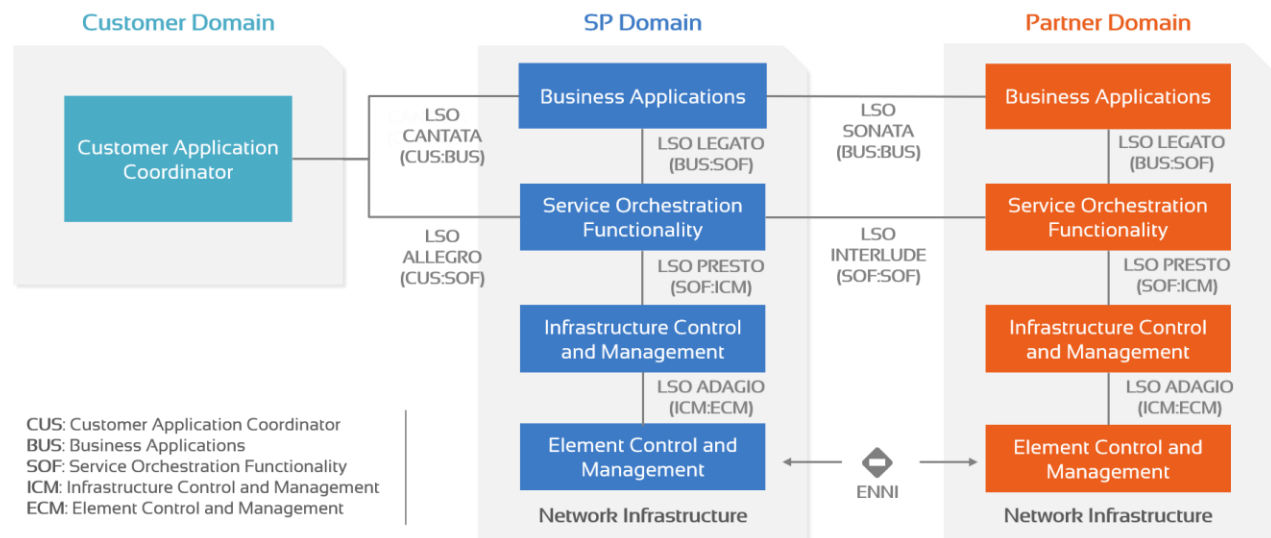 Customer Domain
SP Domain
Partner Domain
Customer Application
Coordinator
LSO
CANTATA
(CUS:BUS)
LSO
ALLEGRO
(CUS:SOF)
Business Applications
LSO LEGATO
(BUS:SOF)
Service Orchestration
Functionality
LSO PRESTO
(SOF:ICM)
Infrastructure Control
and Management
LSO ADAGIO
(ICM:ECM)
Element Control and
Management
Network Infrastructure
LSO
SONATA
(BUS:BUS)
LSO
INTERLUDE
(SOF:SOF)
ENNI
Business Applications
LSO LEGATO
(BUS:SOF)
Service Orchestration
Functionality
LSO PRESTO
(SOF:ICM)
Infrastructure Control
and Management
LSO ADAGIO
(ICM:ECM)
Element Control and
Management
Network Infrastructure
CUS: Customer Application Coordinator
BUS: Business Applications
SOF: Service Orchestration Functionality
ICM: Infrastructure Control and Management
ECM: Element Control and Management